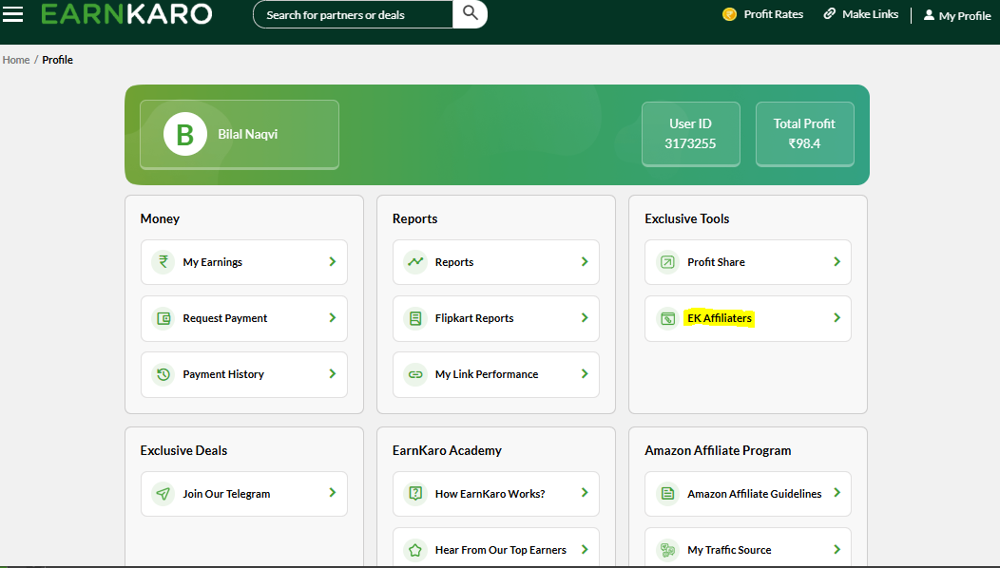 EARNKARO
Search for partners or deals
Profit Rates
Make Links
My Profile
Home / Profile
B
Bilal Naqvi
User ID
3173255
Total Profit
₹98.4
Money
My Earnings
Request Payment
Payment History
Reports
Reports
Flipkart Reports
My Link Performance
Exclusive Tools
Profit Share
EK Affiliaters
Exclusive Deals
Join Our Telegram
EarnKaro Academy
How EarnKaro Works?
Hear From Our Top Earners
Amazon Affiliate Program
Amazon Affiliate Guidelines
My Traffic Source